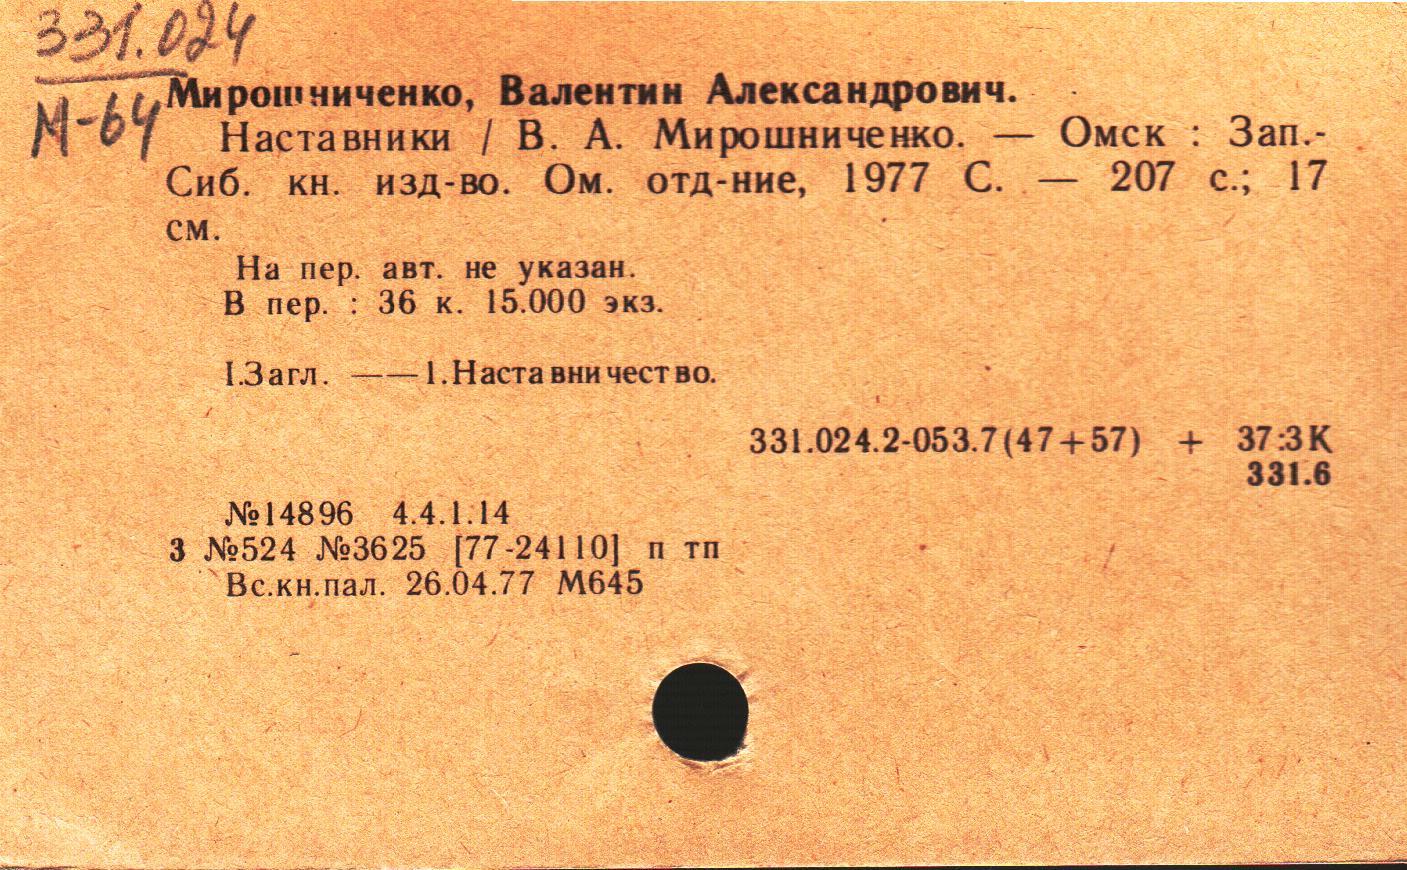 331.024
М-64
Мирошниченко, Валентин Александрович.
Наставники / В. А. Мирошниченко. — Омск : Зап.-
Сиб. кн. изд-во. Ом. отд-ние, 1977 С. — 207 с.; 17
см.
На пер. авт. не указан.
В пер. : 36 к. 15.000 экз.
I.Загл. — —1.Наставничество.
331.024.2-053.7(47+57) + 37:3К
331.6
№14896 4.4.1.14
3 №524 №3625 [77-24110] п тп
Вс.кн.пал. 26.04.77 М645